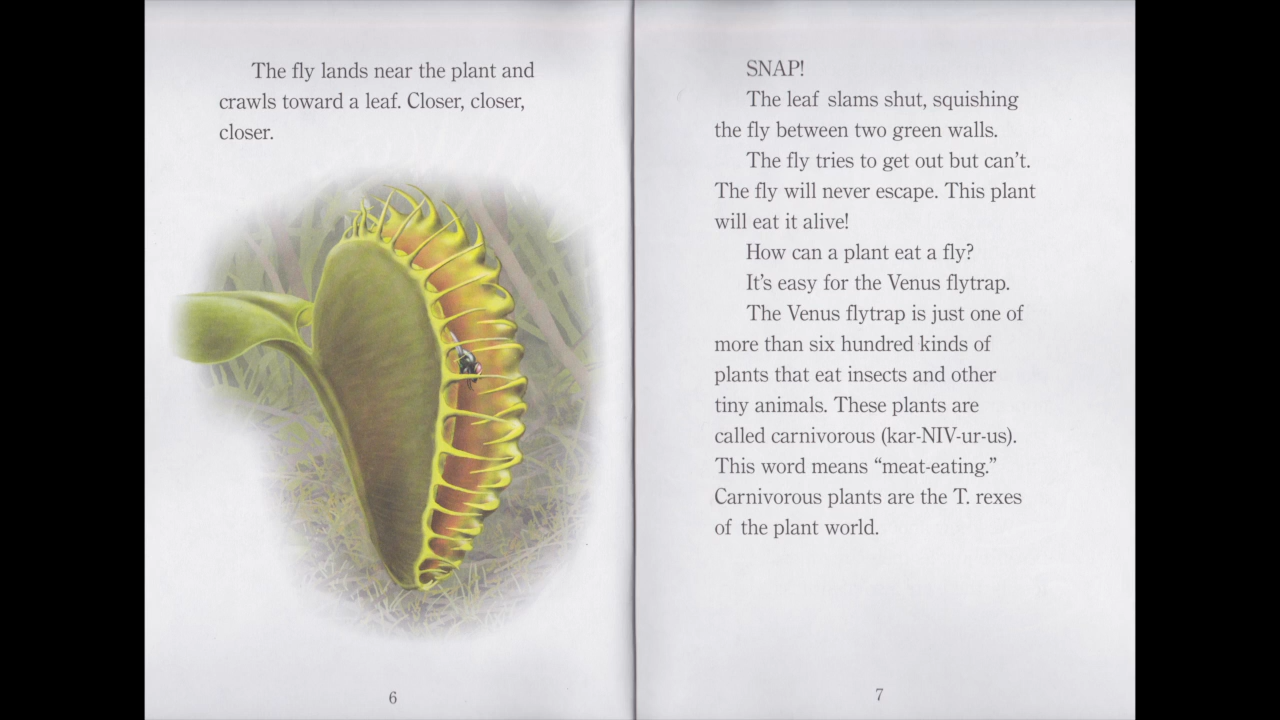 The fly lands near the plant and
crawls toward a leaf. Closer, closer,
closer.
6
SNAP!
The leaf slams shut, squishing
the fly between two green walls.
The fly tries to get out but can't.
The fly will never escape. This plant
will eat it alive!
How can a plant eat a fly?
It's easy for the Venus flytrap.
The Venus flytrap is just one of
more than six hundred kinds of
plants that eat insects and other
tiny animals. These plants are
called carnivorous (kar-NIV-ur-us).
This word means “meat-eating.”
Carnivorous plants are the T. rexes
of the plant world.
7